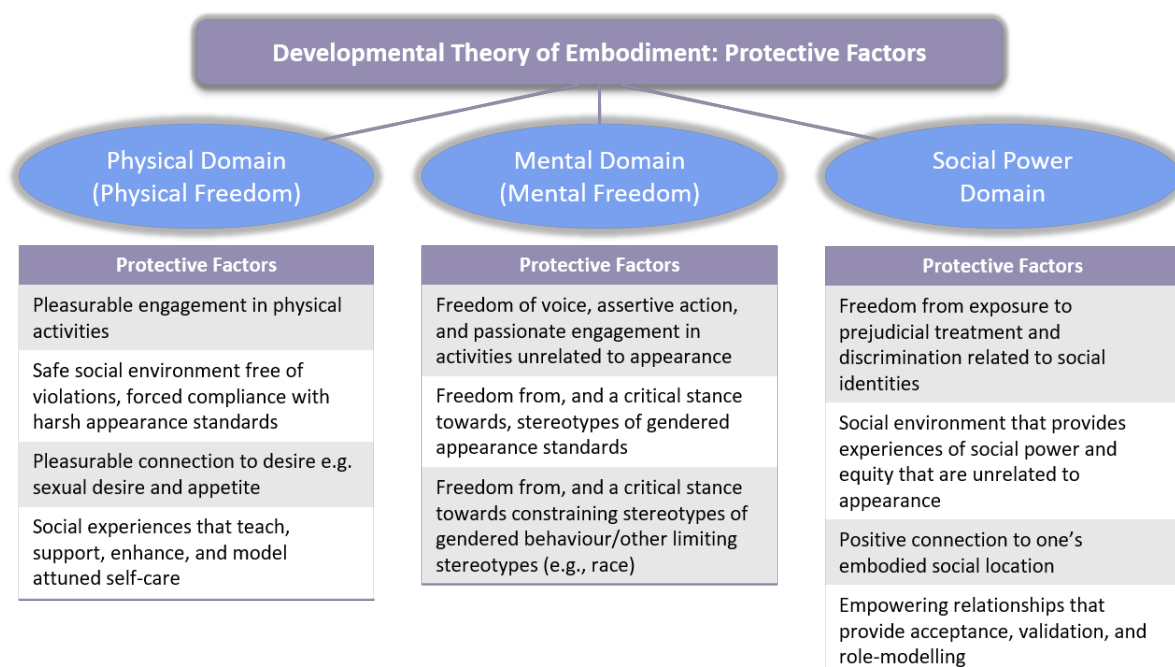 Developmental Theory of Embodiment: Protective Factors
Physical Domain
(Physical Freedom)
Mental Domain
(Mental Freedom)
Social Power
Domain
Protective Factors
Pleasurable engagement in physical
activities
Safe social environment free of
violations, forced compliance with
harsh appearance standards
Pleasurable connection to desire e.g.
sexual desire and appetite
Social experiences that teach,
support, enhance, and model
attuned self-care
Protective Factors
Freedom of voice, assertive action,
and passionate engagement in
activities unrelated to appearance
Freedom from, and a critical stance
towards, stereotypes of gendered
appearance standards
Freedom from, and a critical stance
towards constraining stereotypes of
gendered behaviour/other limiting
stereotypes (e.g., race)
Protective Factors
Freedom from exposure to
prejudicial treatment and
discrimination related to social
identities
Social environment that provides
experiences of social power and
equity that are unrelated to
appearance
Positive connection to one's
embodied social location
Empowering relationships that
provide acceptance, validation, and
role-modelling